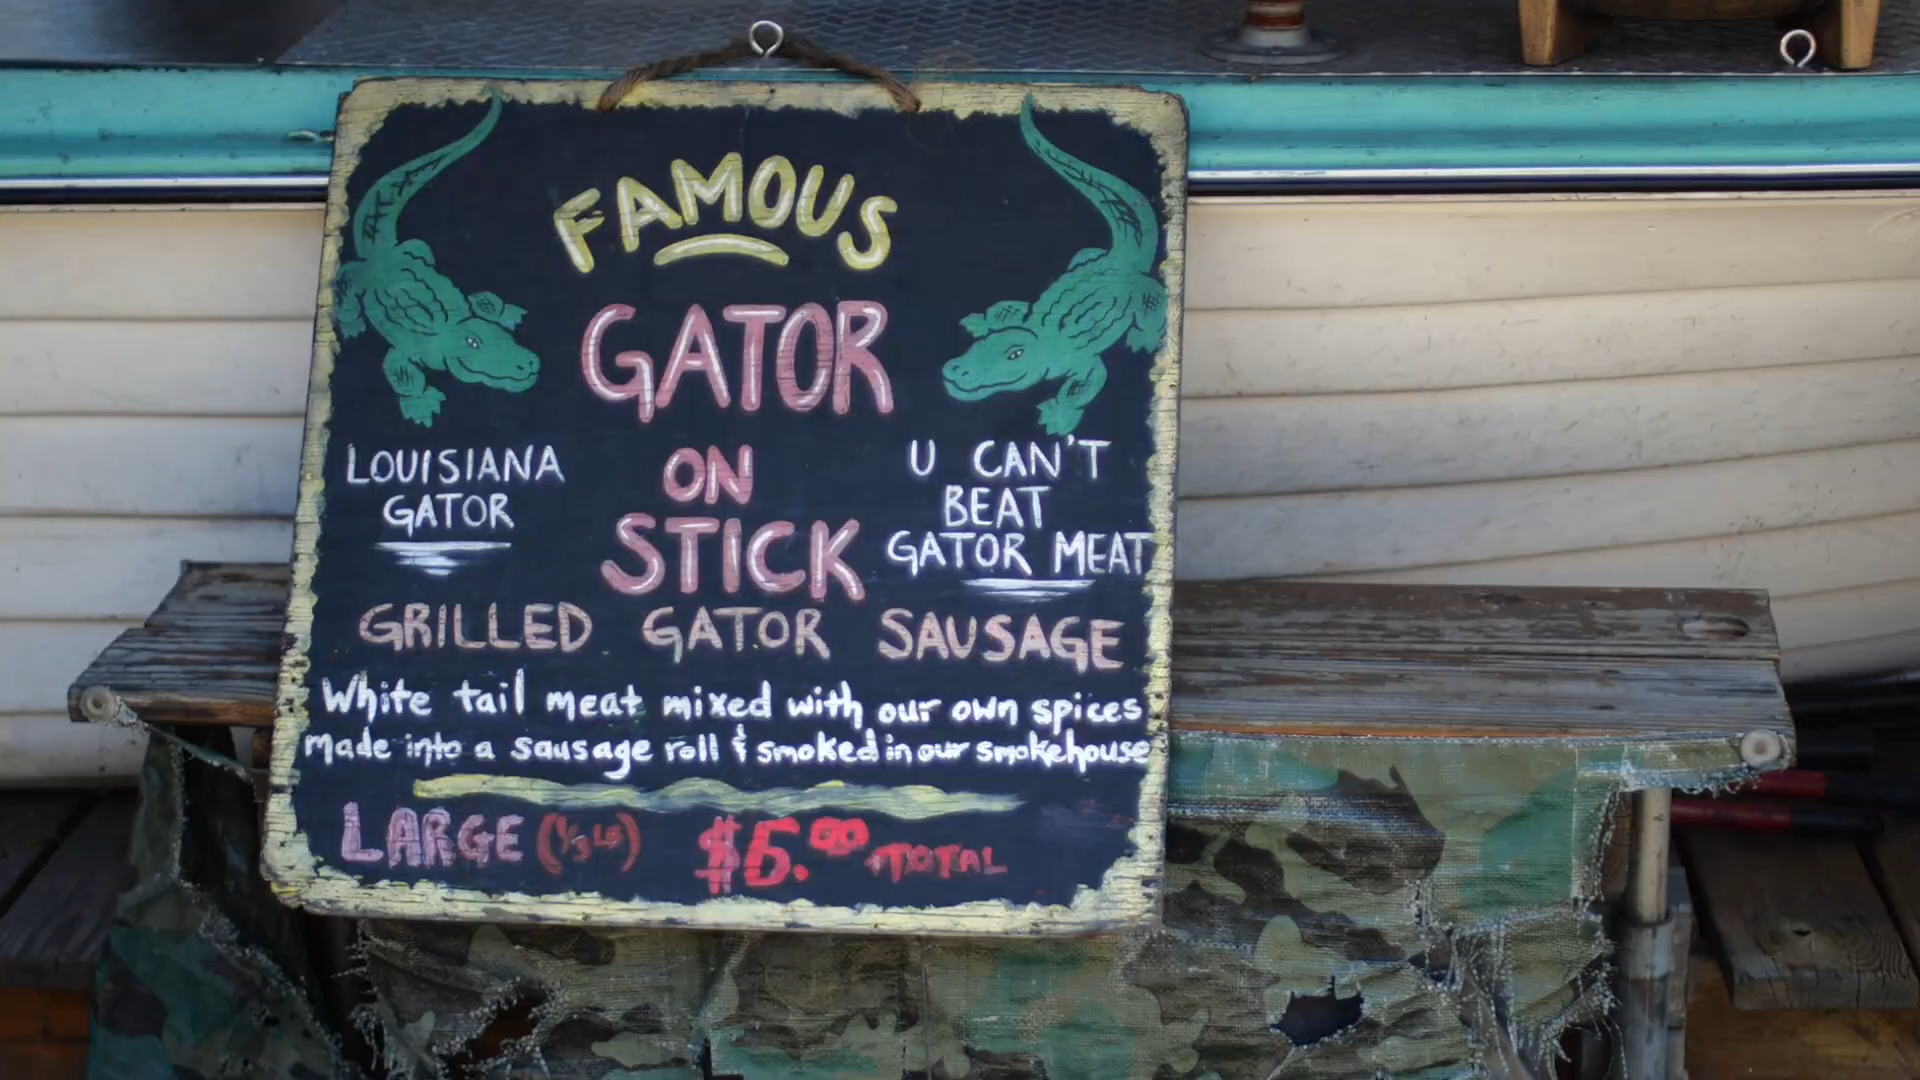 FAMOUS
GATOR
ON
STICK
LOUISIANA
GATOR
U CAN'T
BEAT
GATOR MEAT
GRILLED GATOR SAUSAGE
White tail meat mixed with our own spices
made into a sausage roll & smoked in our smokehouse
LARGE (1/3 LB) $6.00 TOTAL